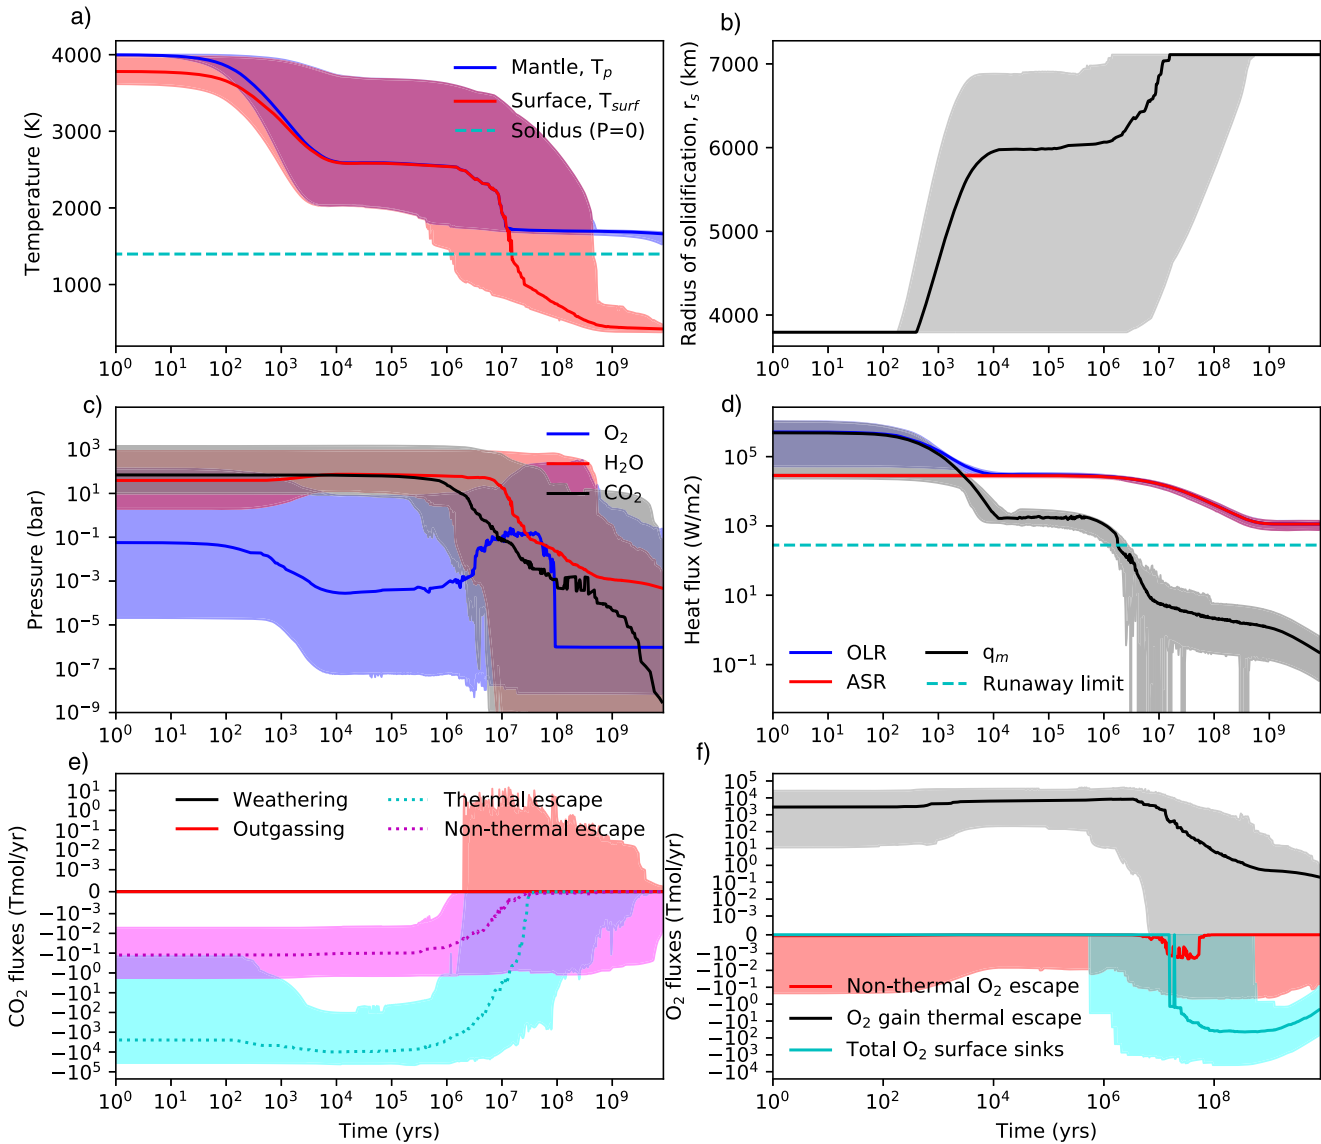 a)
Temperature (K)
4000
3000
2000
1000
Mantle, T_p
Surface, T_surf
Solidus (P=0)
10^0 10^1 10^2 10^3 10^4 10^5 10^6 10^7 10^8 10^9
b)
Radius of solidification, r_s (km)
7000
6000
5000
4000
10^0 10^1 10^2 10^3 10^4 10^5 10^6 10^7 10^8 10^9
c)
Pressure (bar)
10^3
10^1
10^-1
10^-3
10^-5
10^-7
10^-9
O_2
H_2O
CO_2
10^0 10^1 10^2 10^3 10^4 10^5 10^6 10^7 10^8 10^9
d)
Heat flux (W/m2)
10^5
10^3
10^1
10^-1
OLR
ASR
q_m
Runaway limit
10^0 10^1 10^2 10^3 10^4 10^5 10^6 10^7 10^8 10^9
e)
CO_2 fluxes (Tmol/yr)
10^1
10^0
10^-1
10^-2
10^-3
0
-10^-3
-10^-2
-10^-1
-10^0
-10^1
-10^2
-10^3
-10^4
-10^5
Weathering
Outgassing
Thermal escape
Non-thermal escape
10^0 10^1 10^2 10^3 10^4 10^5 10^6 10^7 10^8 10^9
Time (yrs)
f)
O_2 fluxes (Tmol/yr)
10^5
10^4
10^3
10^2
10^1
10^0
10^-1
10^-2
10^-3
0
-10^-3
-10^-2
-10^-1
-10^0
-10^1
-10^2
-10^3
-10^4
Non-thermal O_2 escape
O_2 gain thermal escape
Total O_2 surface sinks
10^0 10^2 10^4 10^6 10^8
Time (yrs)